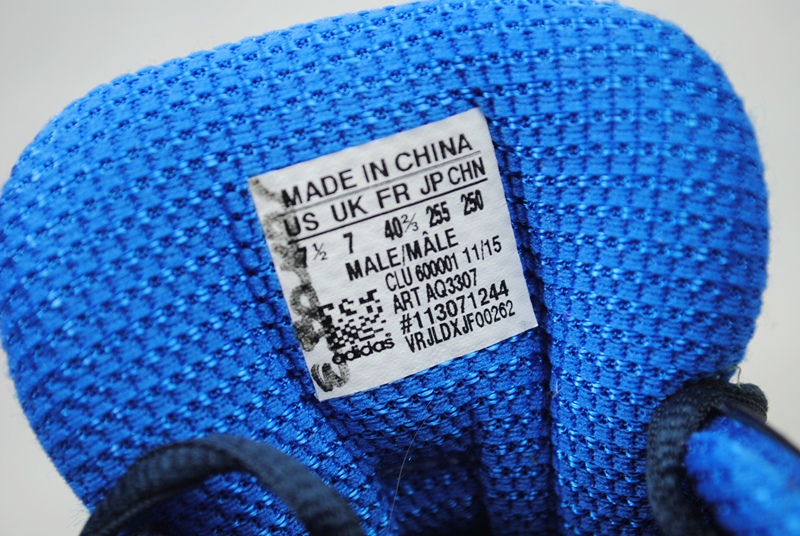 MADE IN CHINA
US UK FR JP CHN
7½ 7 40⅔ 255 250
MALE/MÂLE
CLU 600001 11/15
ART AQ3307
#113071244
VRJLDXJF00262
adidas